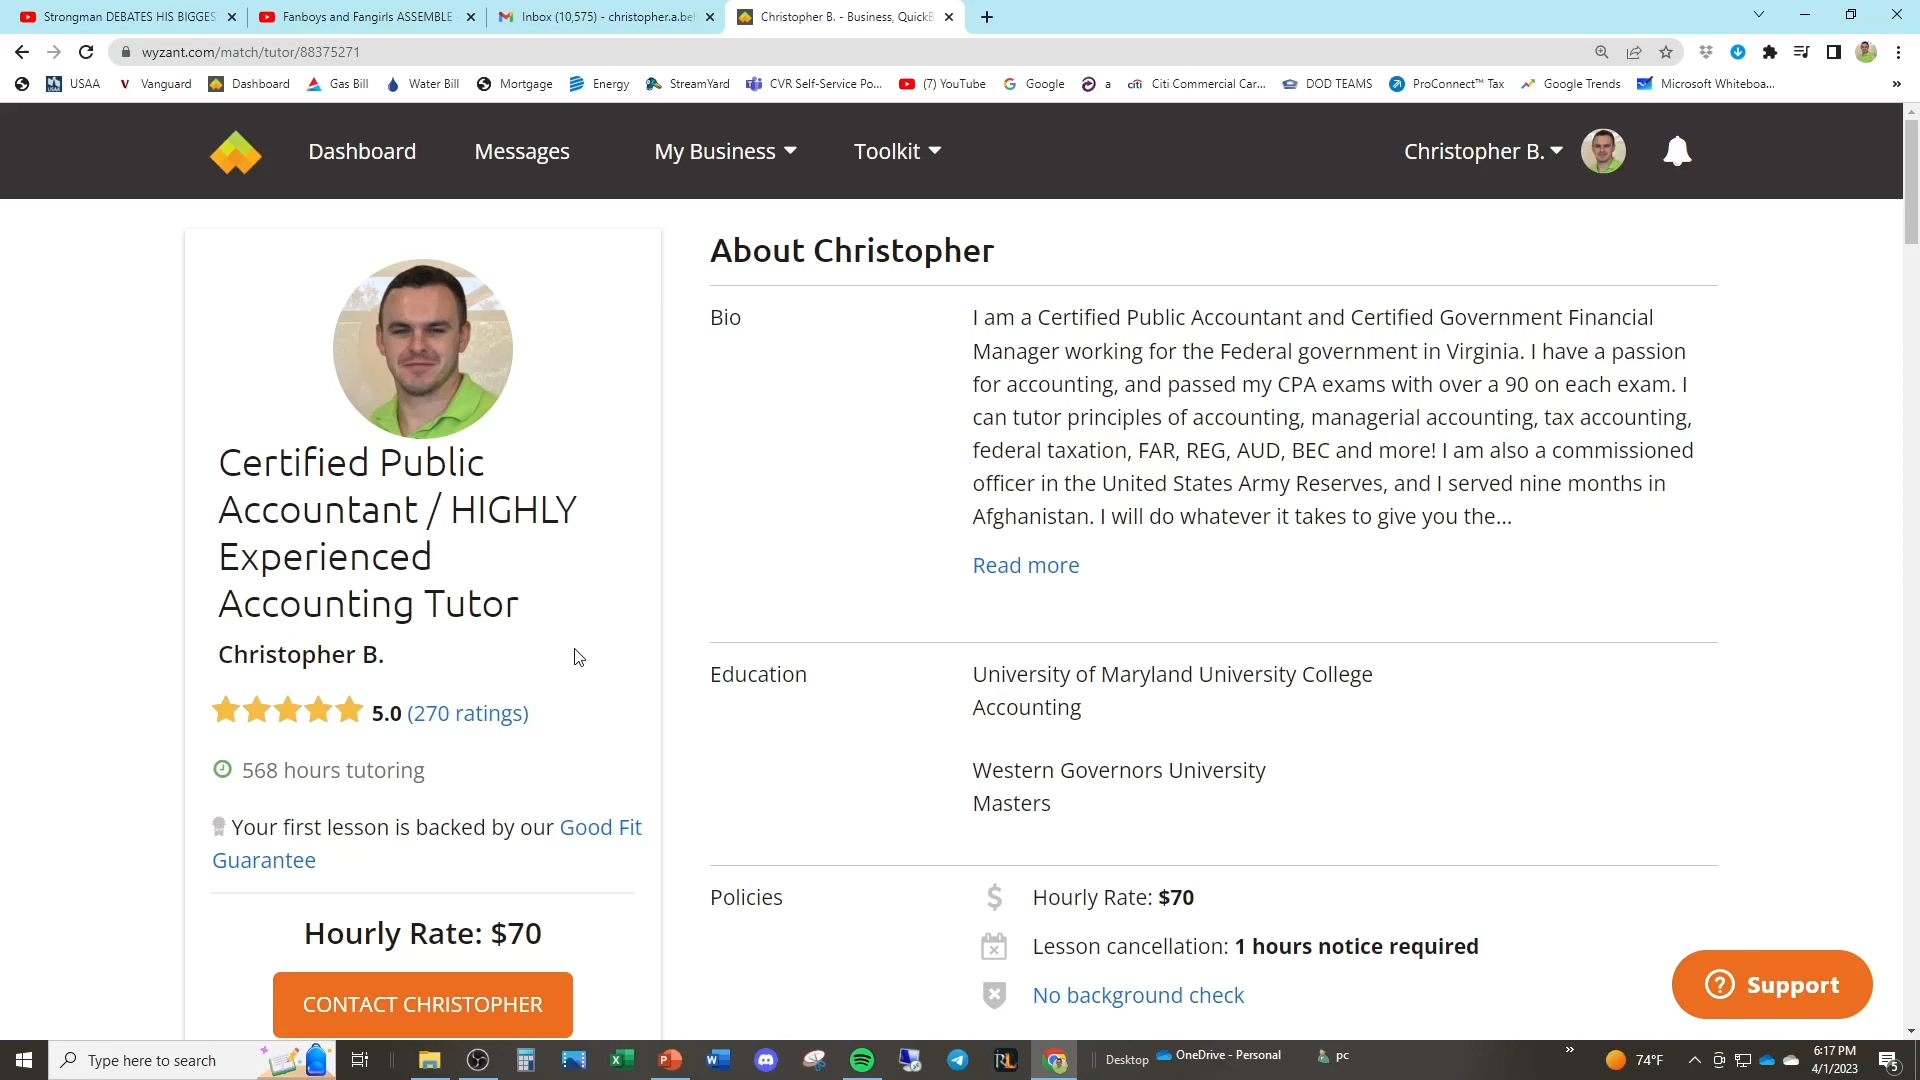 Strongman DEBATES HIS BIGGEST
Fanboys and Fangirls ASSEMBLE -
Inbox (10,575) - christopher.a.bel
Christopher B. - Business, QuickB
wyzant.com/match/tutor/88375271
USAA
Vanguard
Dashboard
Gas Bill
Water Bill
Mortgage
Energy
StreamYard
CVR Self-Service Po...
(7) YouTube
Google
a
Citi Commercial Car...
DOD TEAMS
ProConnect™ Tax
Google Trends
Microsoft Whiteboa...
»
Dashboard
Messages
My Business
Toolkit
Christopher B.
Certified Public
Accountant / HIGHLY
Experienced
Accounting Tutor
Christopher B.
5.0 (270 ratings)
568 hours tutoring
Your first lesson is backed by our Good Fit
Guarantee
Hourly Rate: $70
CONTACT CHRISTOPHER
About Christopher
Bio
I am a Certified Public Accountant and Certified Government Financial
Manager working for the Federal government in Virginia. I have a passion
for accounting, and passed my CPA exams with over a 90 on each exam. I
can tutor principles of accounting, managerial accounting, tax accounting,
federal taxation, FAR, REG, AUD, BEC and more! I am also a commissioned
officer in the United States Army Reserves, and I served nine months in
Afghanistan. I will do whatever it takes to give you the...
Read more
Education
University of Maryland University College
Accounting
Western Governors University
Masters
Policies
Hourly Rate: $70
Lesson cancellation: 1 hours notice required
No background check
Support
Type here to search
Desktop
OneDrive - Personal
pc
»
74°F
6:17 PM
4/1/2023
5